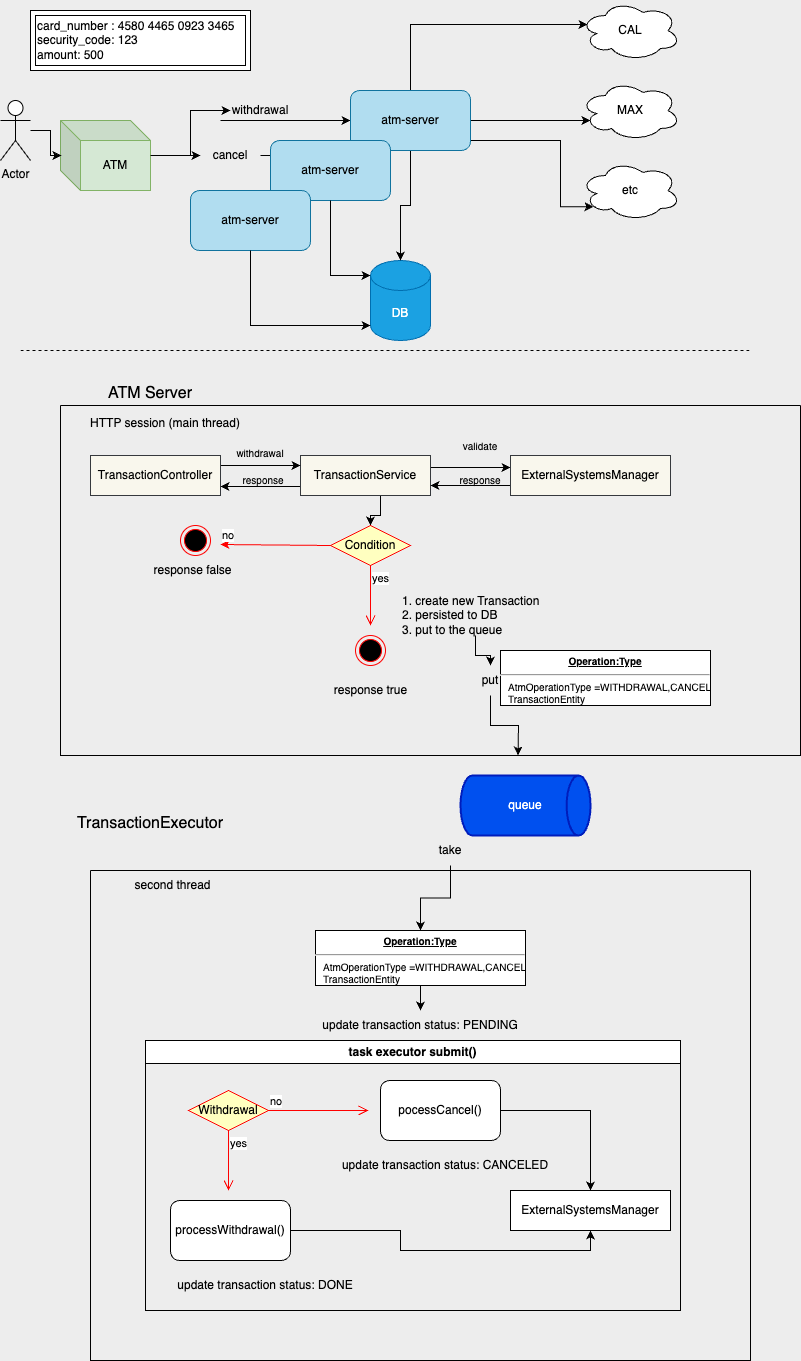 card_number : 4580 4465 0923 3465
security_code: 123
amount: 500
CAL
withdrawal
atm-server
MAX
Actor
ATM
cancel
atm-server
etc
atm-server
DB
ATM Server
HTTP session (main thread)
TransactionController
withdrawal
response
TransactionService
validate
response
ExternalSystemsManager
Condition
no
response false
yes
response true
1. create new Transaction
2. persisted to DB
3. put to the queue
put
Operation:Type
AtmOperationType =WITHDRAWAL,CANCEL
TransactionEntity
queue
TransactionExecutor
take
second thread
Operation:Type
AtmOperationType =WITHDRAWAL,CANCEL
TransactionEntity
update transaction status: PENDING
task executor submit()
Withdrawal
no
pocessCancel()
yes
update transaction status: CANCELED
ExternalSystemsManager
processWithdrawal()
update transaction status: DONE